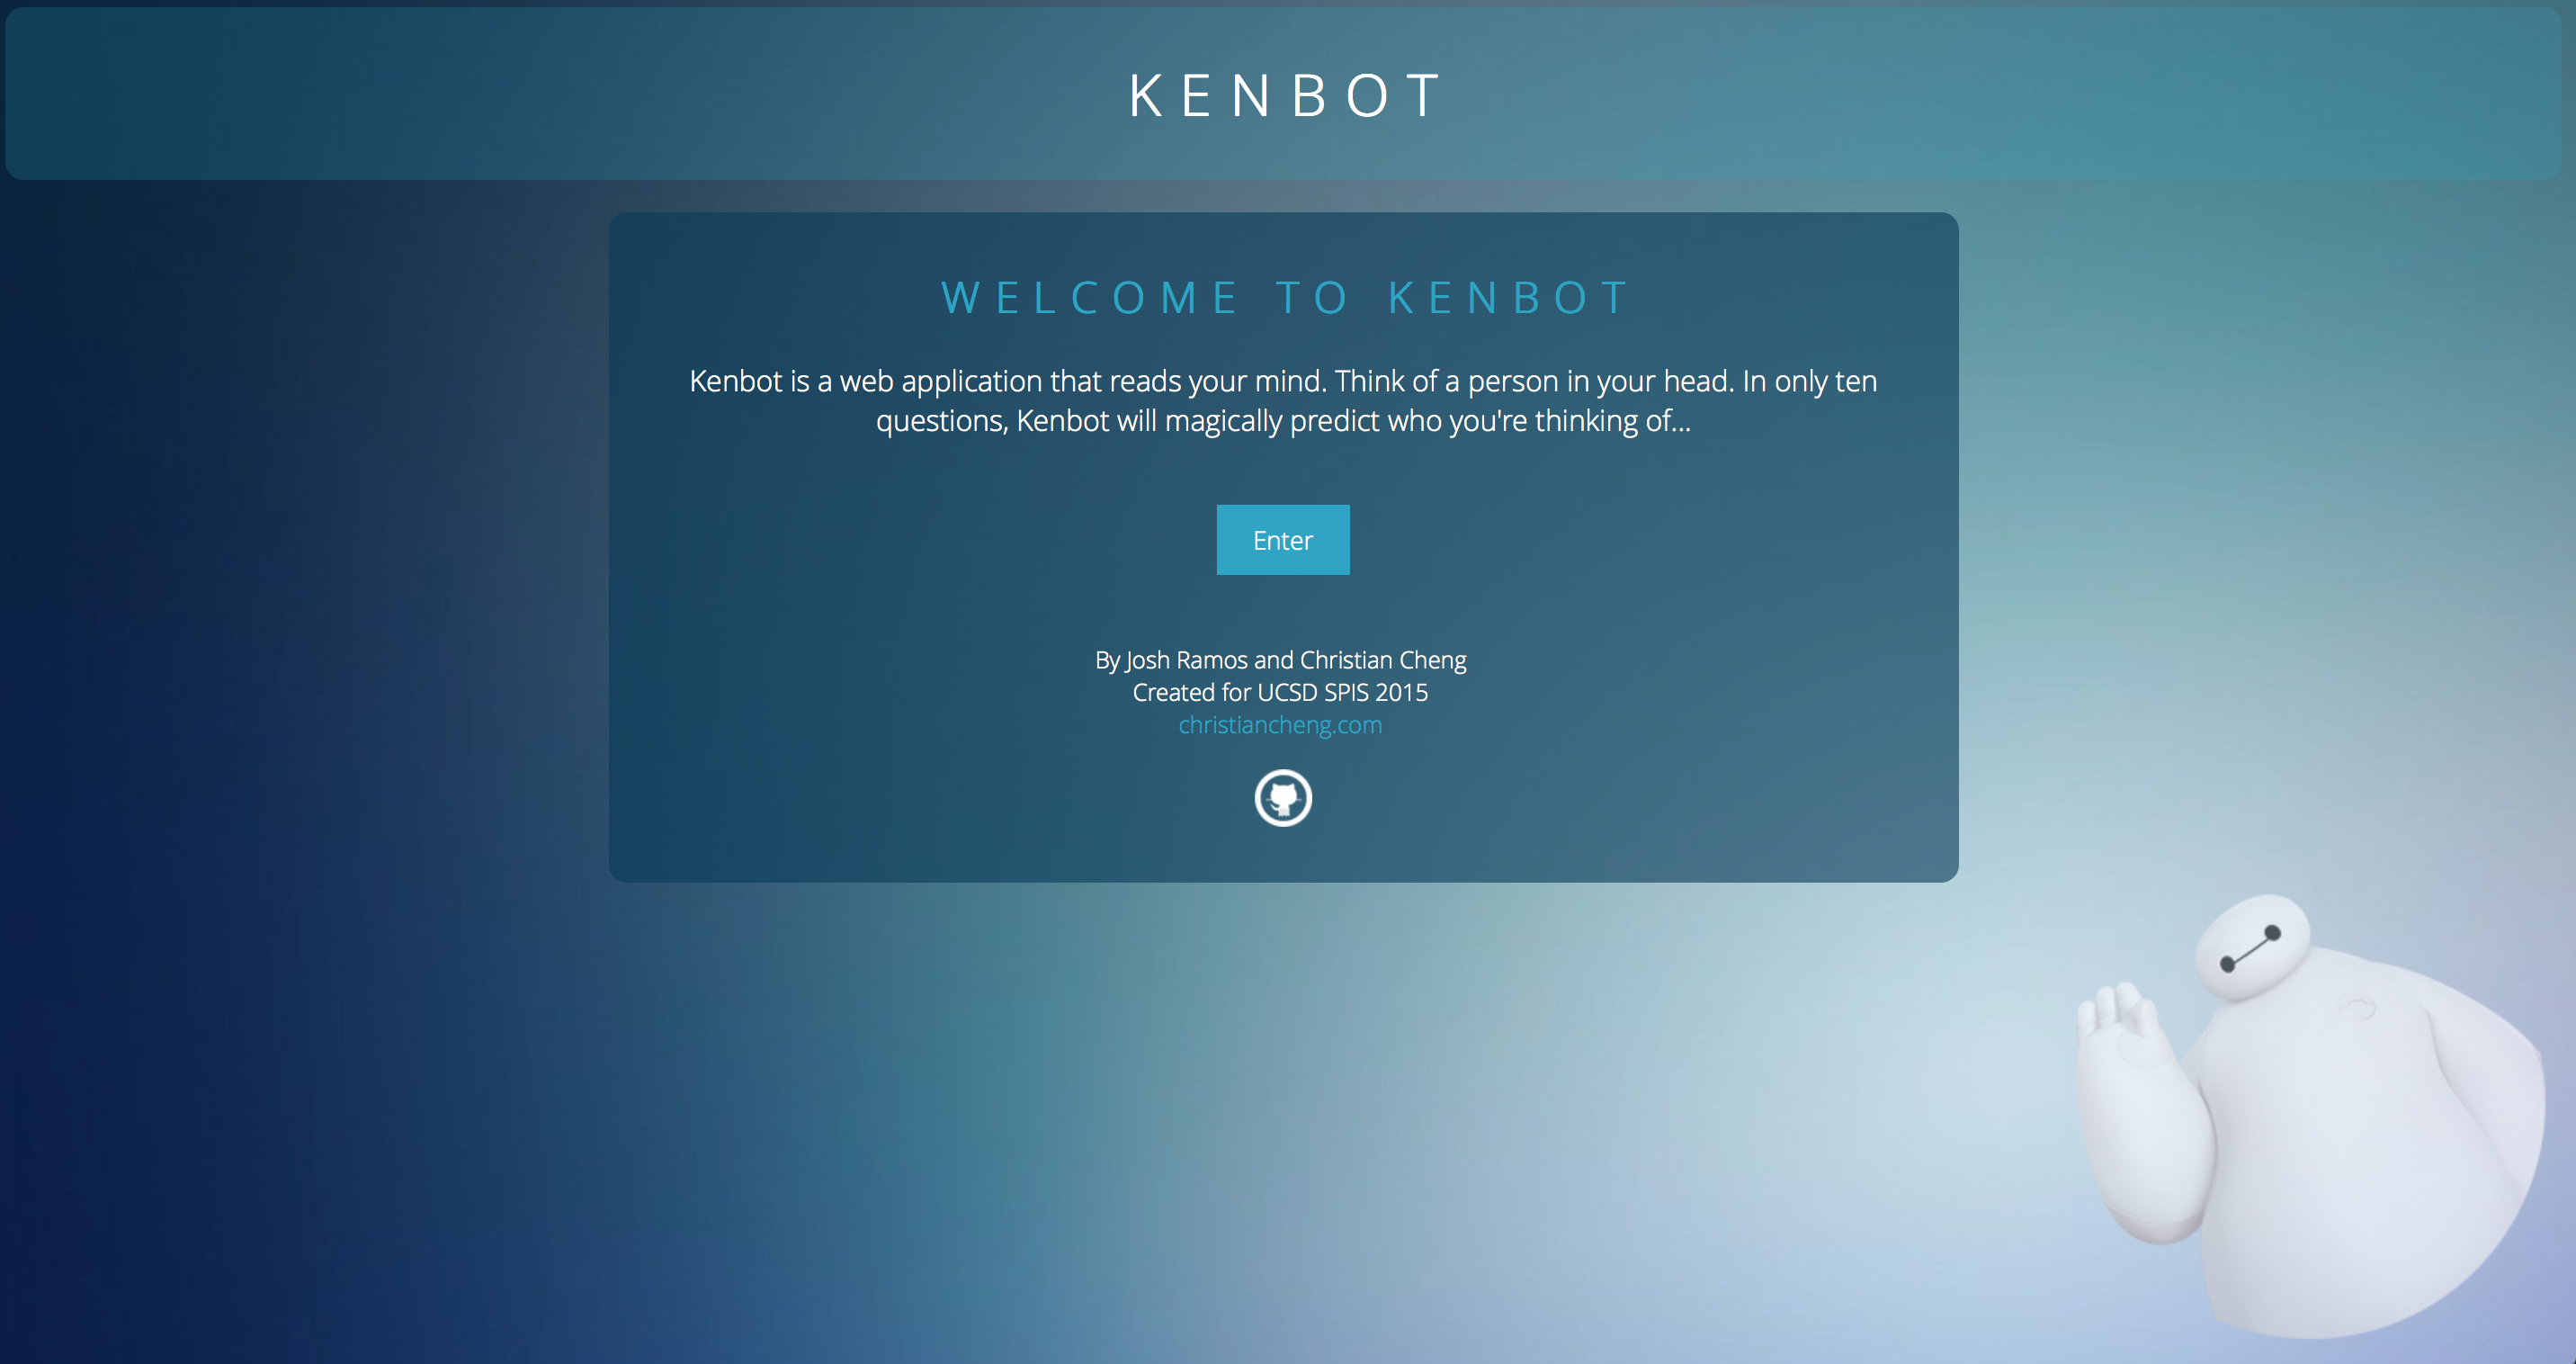 KENBOT
WELCOME TO KENBOT
Kenbot is a web application that reads your mind. Think of a person in your head. In only ten
questions, Kenbot will magically predict who you're thinking of...
Enter
By Josh Ramos and Christian Cheng
Created for UCSD SPIS 2015
christiancheng.com